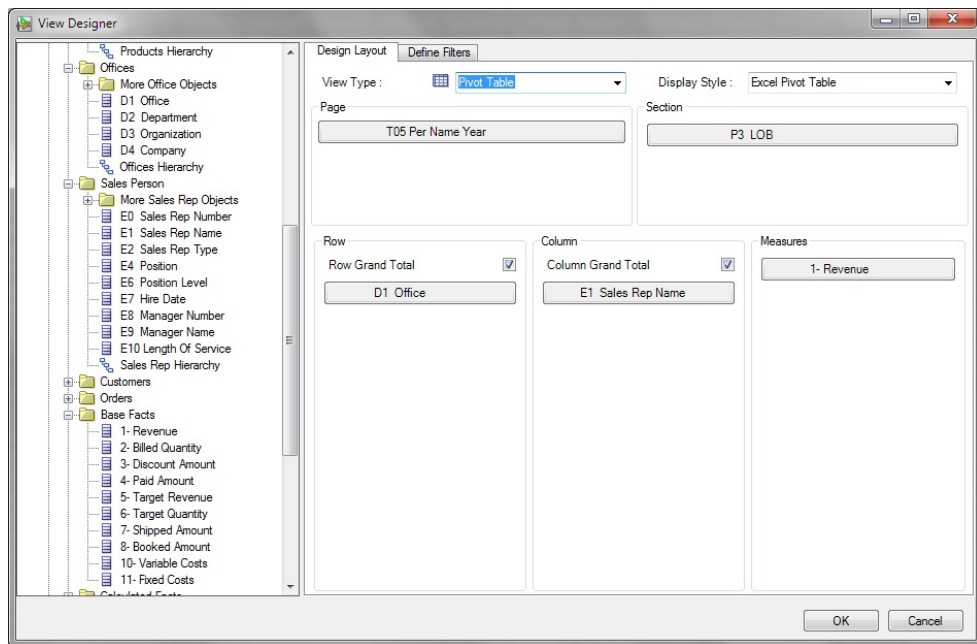 View Designer
Products Hierarchy
Offices
More Office Objects
D1 Office
D2 Department
D3 Organization
D4 Company
Offices Hierarchy
Sales Person
More Sales Rep Objects
E0 Sales Rep Number
E1 Sales Rep Name
E2 Sales Rep Type
E4 Position
E6 Position Level
E7 Hire Date
E8 Manager Number
E9 Manager Name
E10 Length Of Service
Sales Rep Hierarchy
Customers
Orders
Base Facts
1- Revenue
2- Billed Quantity
3- Discount Amount
4- Paid Amount
5- Target Revenue
6- Target Quantity
7- Shipped Amount
8- Booked Amount
10- Variable Costs
11- Fixed Costs
Calculated Facts
Design Layout Define Filters
View Type : Pivot Table Display Style : Excel Pivot Table
Page
T05 Per Name Year
Section
P3 LOB
Row
Row Grand Total
D1 Office
Column
Column Grand Total
E1 Sales Rep Name
Measures
1- Revenue
OK Cancel